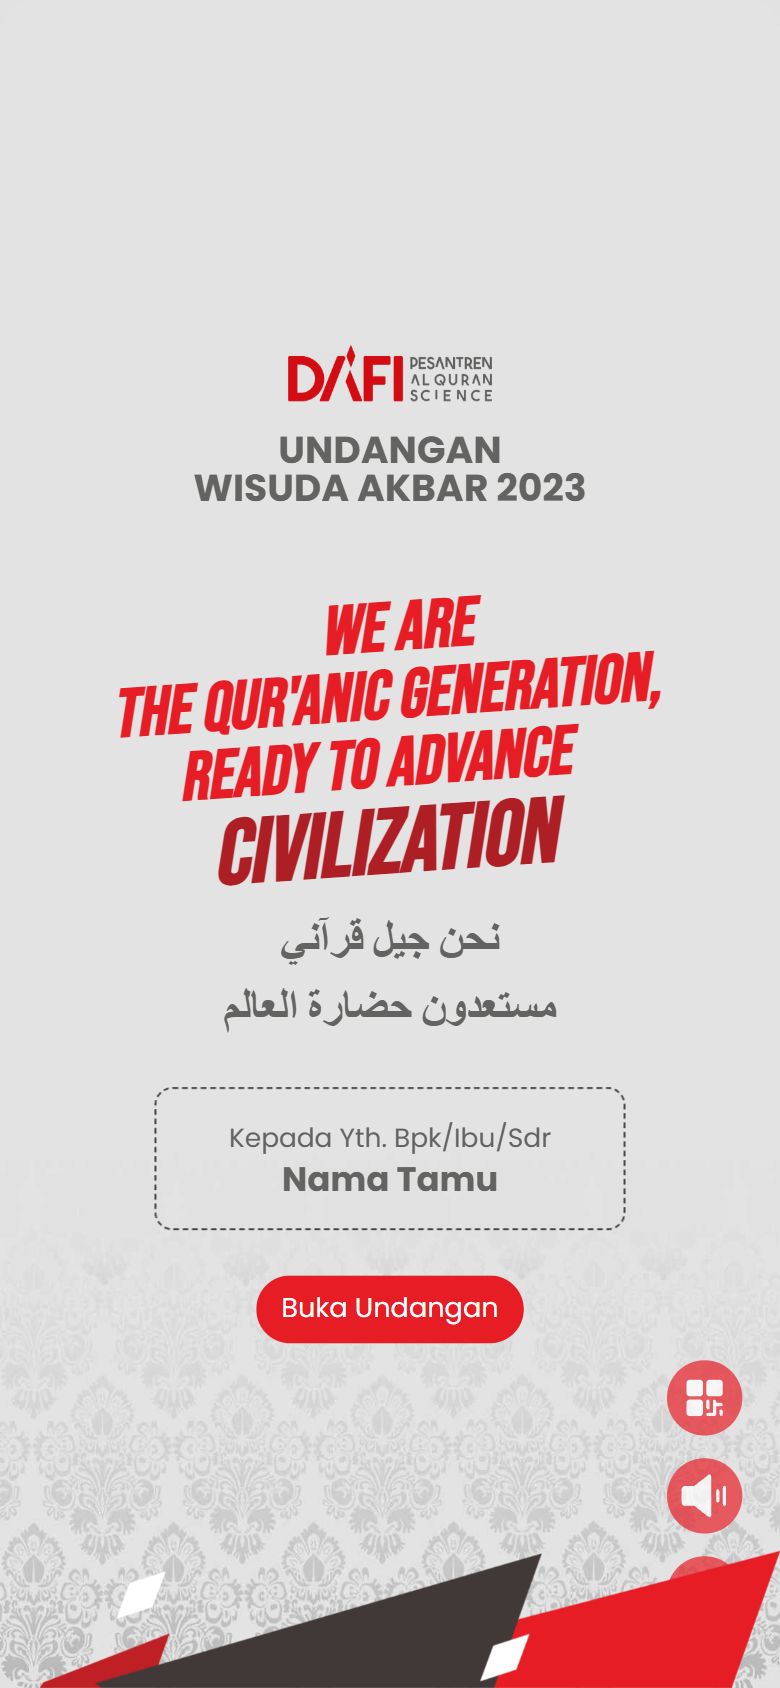 DAFI PESANTREN
AL QURAN
SCIENCE
UNDANGAN
WISUDA AKBAR 2023
WE ARE
THE QUR'ANIC GENERATION,
READY TO ADVANCE
CIVILIZATION
نحن جيل قرآني
مستعدون حضارة العالم
Kepada Yth. Bpk/Ibu/Sdr
Nama Tamu
Buka Undangan